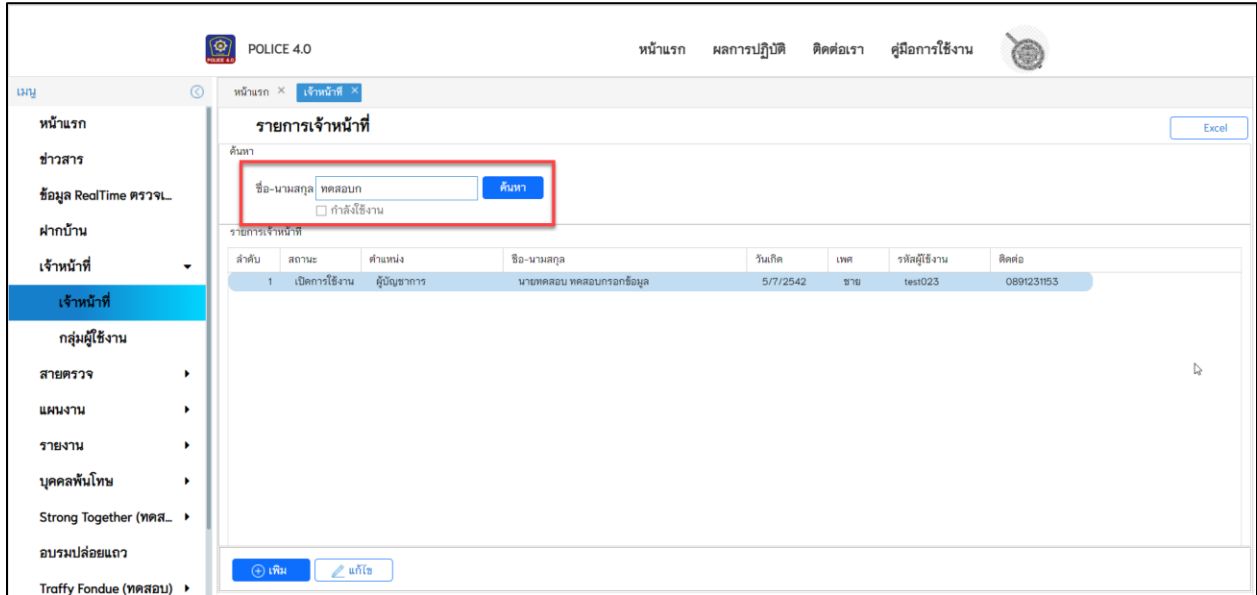 POLICE 4.0
POLICE 4.0 หน้าแรก ผลการปฏิบัติ ติดต่อเรา คู่มือการใช้งาน
เมนู
หน้าแรก × เจ้าหน้าที่ ×
หน้าแรก
รายการเจ้าหน้าที่
Excel
ข่าวสาร
ค้นหา
ข้อมูล RealTime ตรวจเ...
ชื่อ-นามสกุล ทดสอบก ค้นหา
กำลังใช้งาน
ฝากบ้าน
รายการเจ้าหน้าที่
เจ้าหน้าที่
ลำดับ สถานะ ตำแหน่ง ชื่อ-นามสกุล วันเกิด เพศ รหัสผู้ใช้งาน ติดต่อ
1 เปิดการใช้งาน ผู้บัญชาการ นายทดสอบ ทดสอบกรอกข้อมูล 5/7/2542 ชาย test023 0891231153
เจ้าหน้าที่
กลุ่มผู้ใช้งาน
สายตรวจ
แผนงาน
รายงาน
บุคคลพ้นโทษ
Strong Together (ทดส...
อบรมปล่อยแถว
เพิ่ม แก้ไข
Traffy Fondue (ทดสอบ)